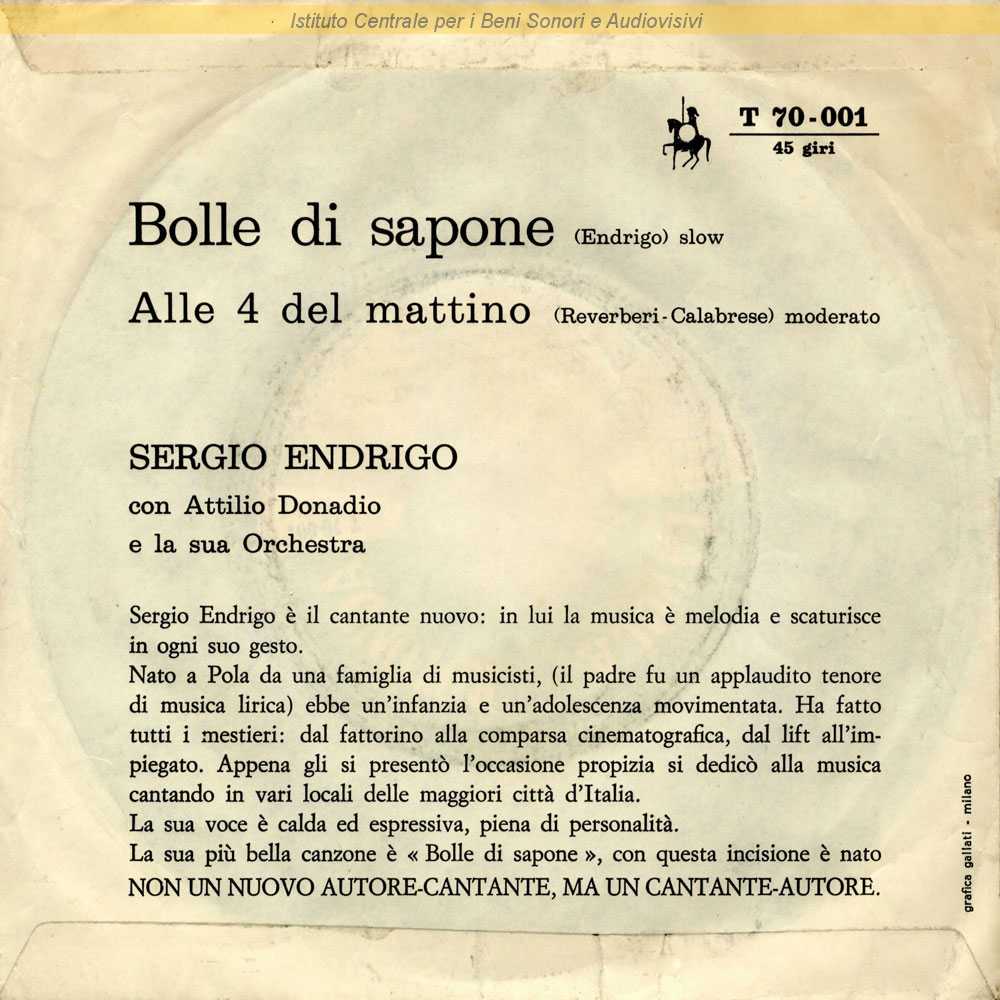 Istituto Centrale per i Beni Sonori e Audiovisivi
T 70-001
45 giri
Bolle di sapone (Endrigo) slow
Alle 4 del mattino (Reverberi-Calabrese) moderato
SERGIO ENDRIGO
con Attilio Donadio
e la sua Orchestra
Sergio Endrigo è il cantante nuovo: in lui la musica è melodia e scaturisce
in ogni suo gesto.
Nato a Pola da una famiglia di musicisti, (il padre fu un applaudito tenore
di musica lirica) ebbe un'infanzia e un'adolescenza movimentata. Ha fatto
tutti i mestieri: dal fattorino alla comparsa cinematografica, dal lift all'im-
piegato. Appena gli si presentò l'occasione propizia si dedicò alla musica
cantando in vari locali delle maggiori città d'Italia.
La sua voce è calda ed espressiva, piena di personalità.
La sua più bella canzone è « Bolle di sapone », con questa incisione è nato
NON UN NUOVO AUTORE-CANTANTE, MA UN CANTANTE-AUTORE.
grafica gallati - milano